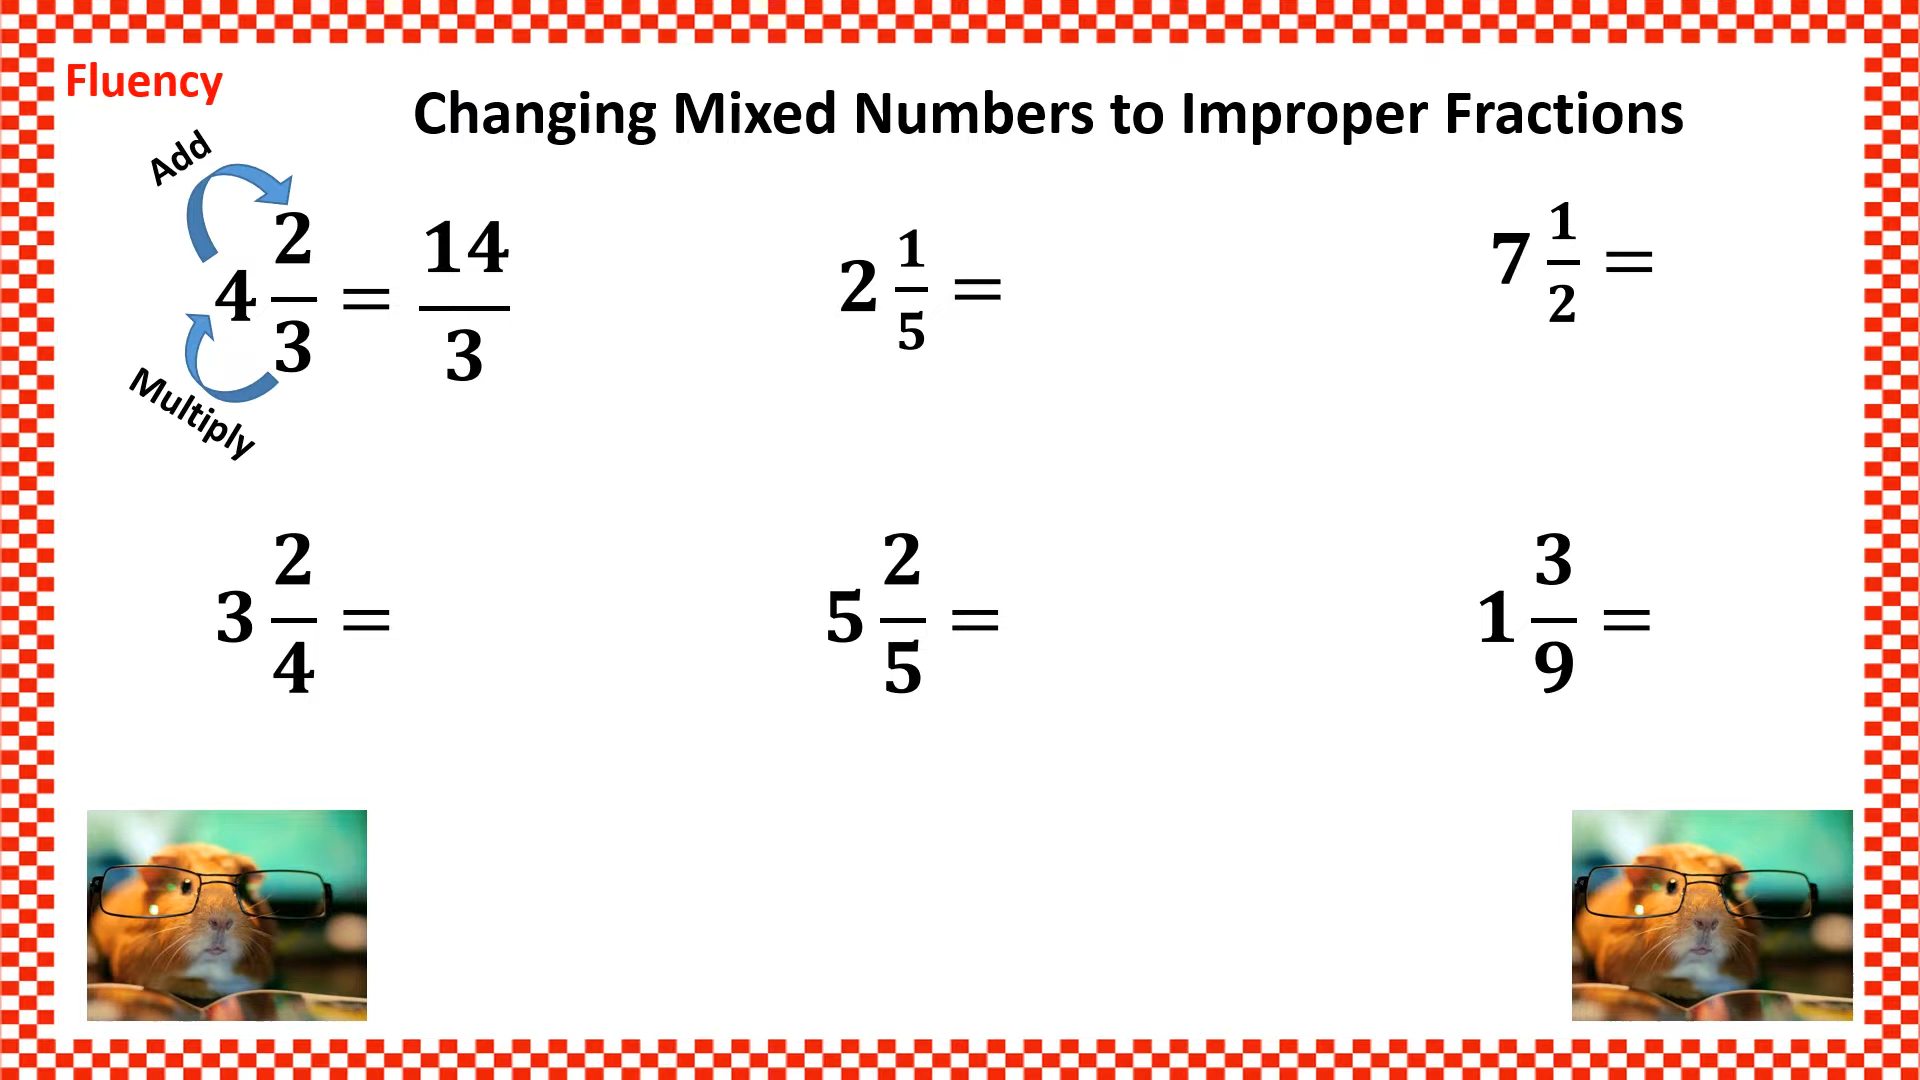 Fluency
Changing Mixed Numbers to Improper Fractions
Add
4 2/3 = 14/3
Multiply
2 1/5 =
7 1/2 =
3 2/4 =
5 2/5 =
1 3/9 =